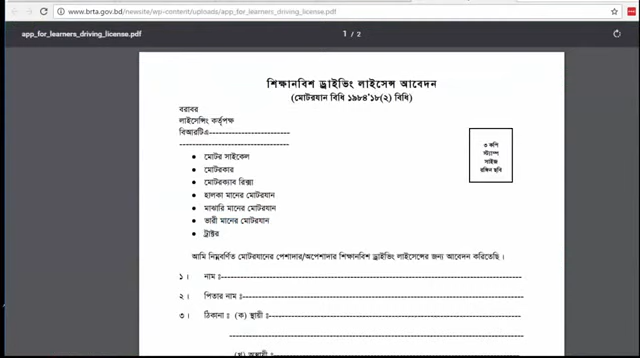 www.brta.gov.bd/newsite/wp-content/uploads/app_for_learners_driving_license.pdf
app_for_learners_driving_license.pdf
1 / 2
শিক্ষানবিশ ড্রাইভিং লাইসেন্স আবেদন
(মোটরযান বিধি ১৯৮৪'১৮(২) বিধি)
বরাবর
লাইসেন্সিং কর্তৃপক্ষ
বিআরটিএ------------------------
--------------------------------
৩ কপি
স্ট্যাম্প
সাইজ
রঙ্গিন ছবি
• মোটর সাইকেল
• মোটরকার
• মোটরক্যাব রিক্সা
• হালকা মানের মোটরযান
• মাঝারি মানের মোটরযান
• ভারী মানের মোটরযান
• ট্রাক্টর
আমি নিম্নবর্ণিত মোটরযানের পেশাদার/অপেশাদার শিক্ষানবিশ ড্রাইভিং লাইসেন্সের জন্য আবেদন করিতেছি ।
১। নাম ঃ--------------------------------
২। পিতার নাম ঃ--------------------------------
৩। ঠিকানা ঃ (ক) স্থায়ী ঃ--------------------------------
--------------------------------
(খ) অস্থায়ী ঃ--------------------------------